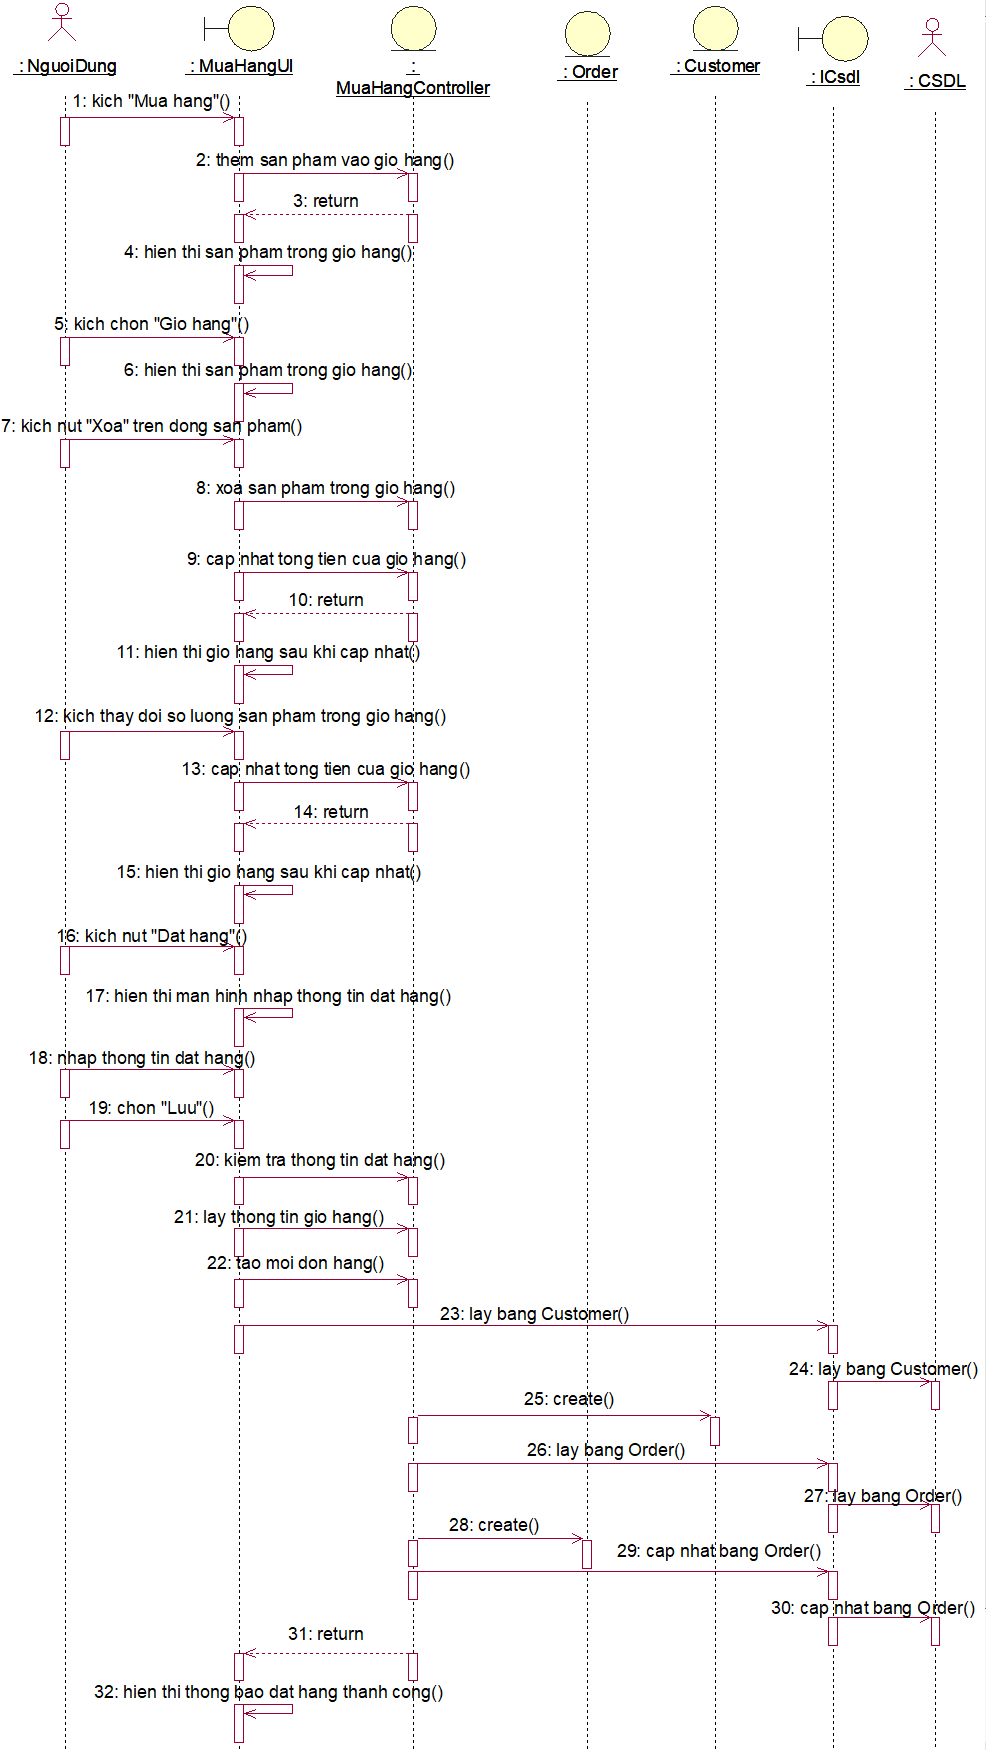 : NguoiDung
: MuaHangUI
:
MuaHangController
: Order
: Customer
: ICsdl
: CSDL
1: kich "Mua hang"()
2: them san pham vao gio hang()
3: return
4: hien thi san pham trong gio hang()
5: kich chon "Gio hang"()
6: hien thi san pham trong gio hang()
7: kich nut "Xoa" tren dong san pham()
8: xoa san pham trong gio hang()
9: cap nhat tong tien cua gio hang()
10: return
11: hien thi gio hang sau khi cap nhat()
12: kich thay doi so luong san pham trong gio hang()
13: cap nhat tong tien cua gio hang()
14: return
15: hien thi gio hang sau khi cap nhat()
16: kich nut "Dat hang"()
17: hien thi man hinh nhap thong tin dat hang()
18: nhap thong tin dat hang()
19: chon "Luu"()
20: kiem tra thong tin dat hang()
21: lay thong tin gio hang()
22: tao moi don hang()
23: lay bang Customer()
24: lay bang Customer()
25: create()
26: lay bang Order()
27: lay bang Order()
28: create()
29: cap nhat bang Order()
30: cap nhat bang Order()
31: return
32: hien thi thong bao dat hang thanh cong()